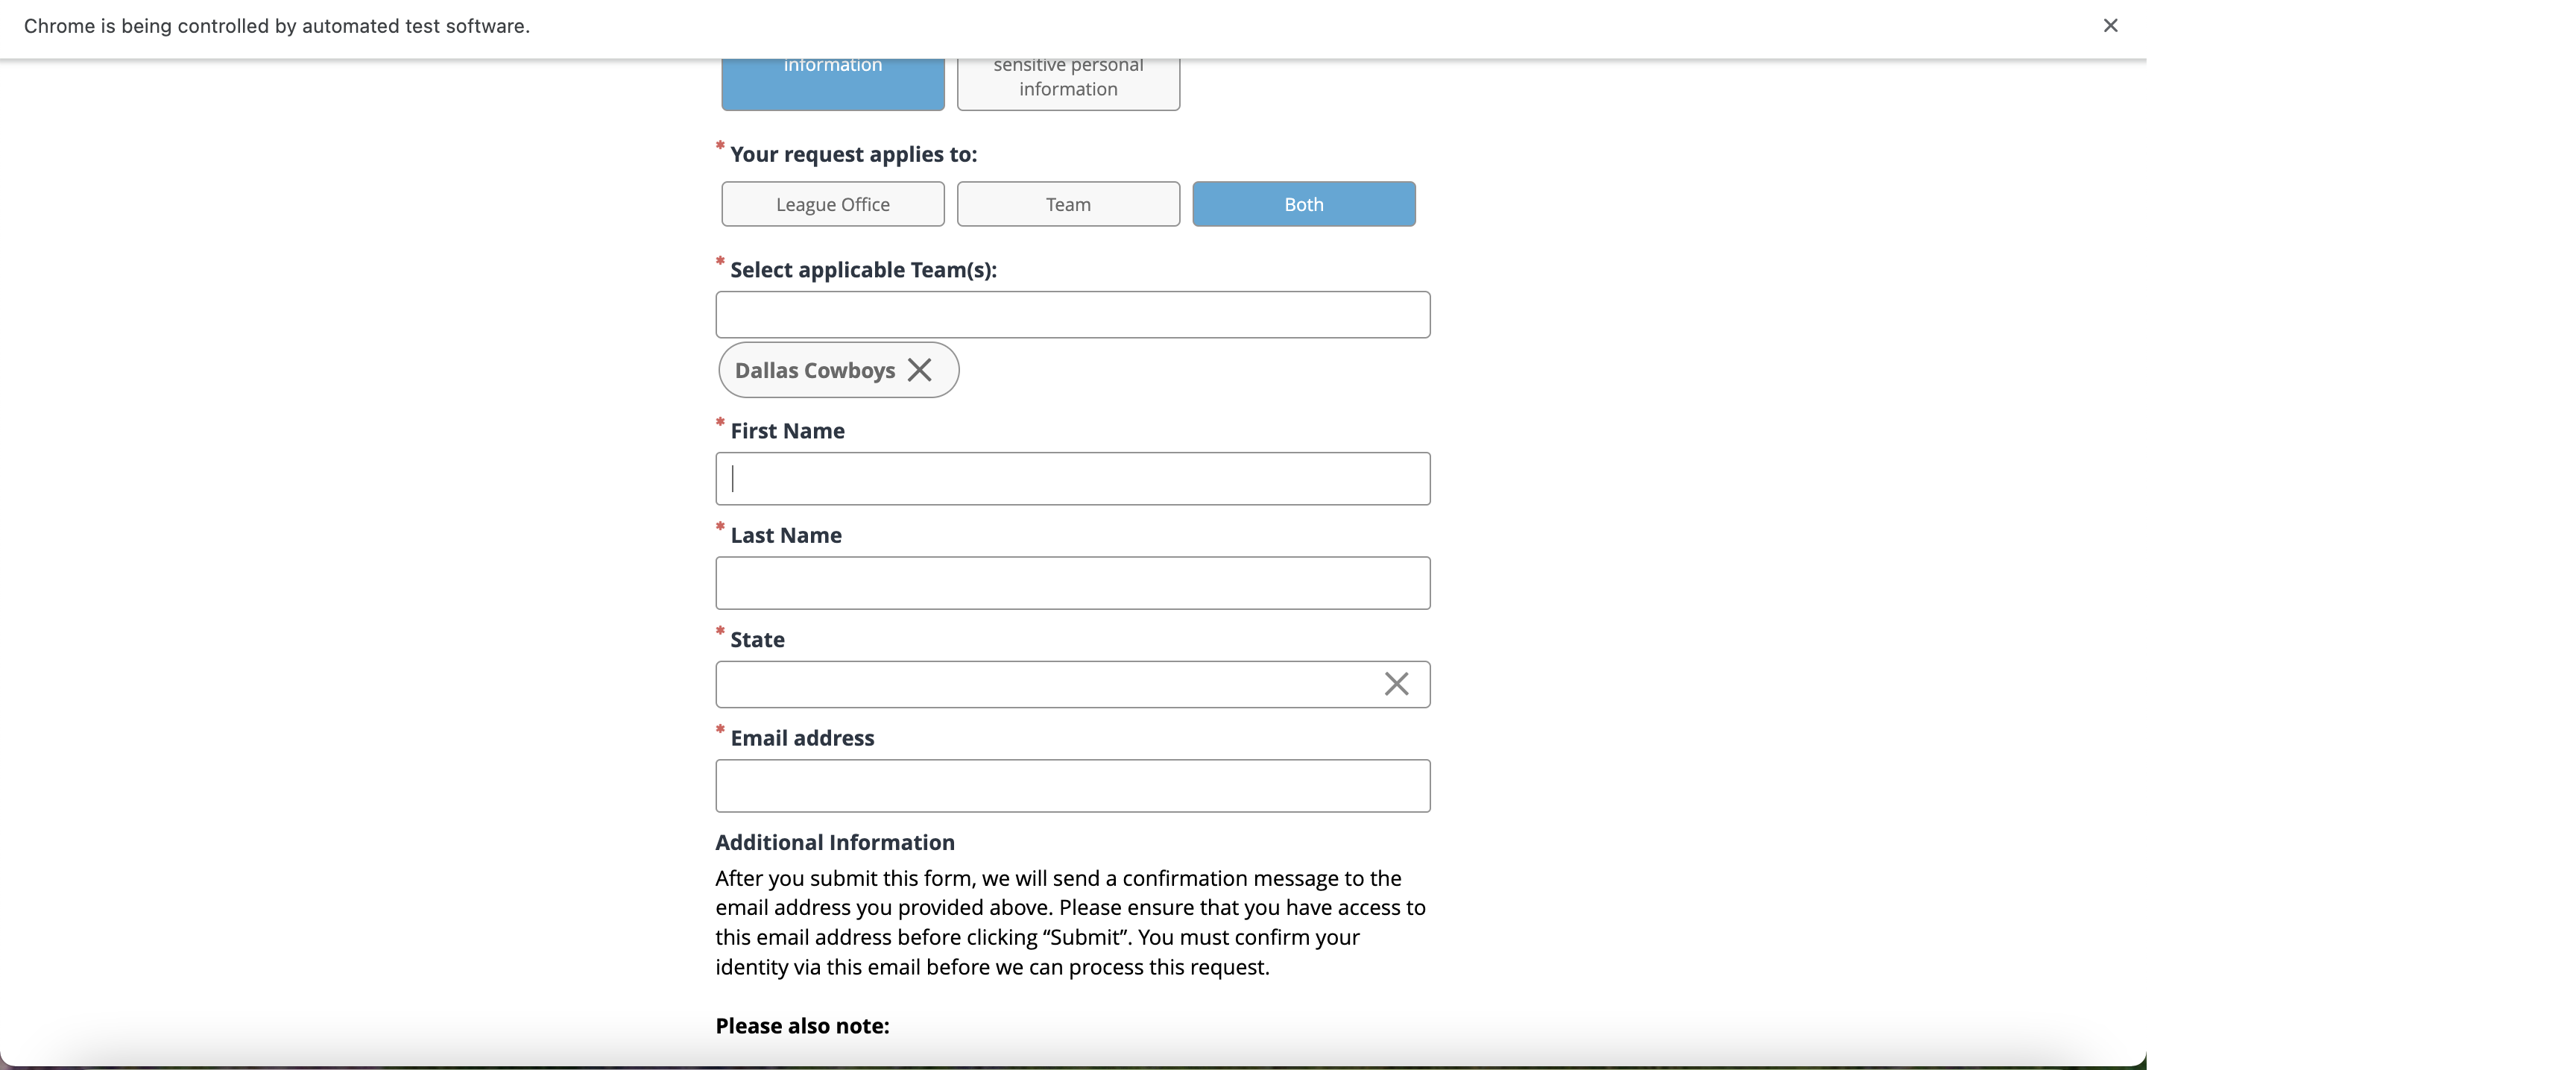 Chrome is being controlled by automated test software.
information
sensitive personal
information
* Your request applies to:
League Office
Team
Both
* Select applicable Team(s):
Dallas Cowboys
* First Name
* Last Name
* State
* Email address
Additional Information
After you submit this form, we will send a confirmation message to the
email address you provided above. Please ensure that you have access to
this email address before clicking “Submit”. You must confirm your
identity via this email before we can process this request.
Please also note: